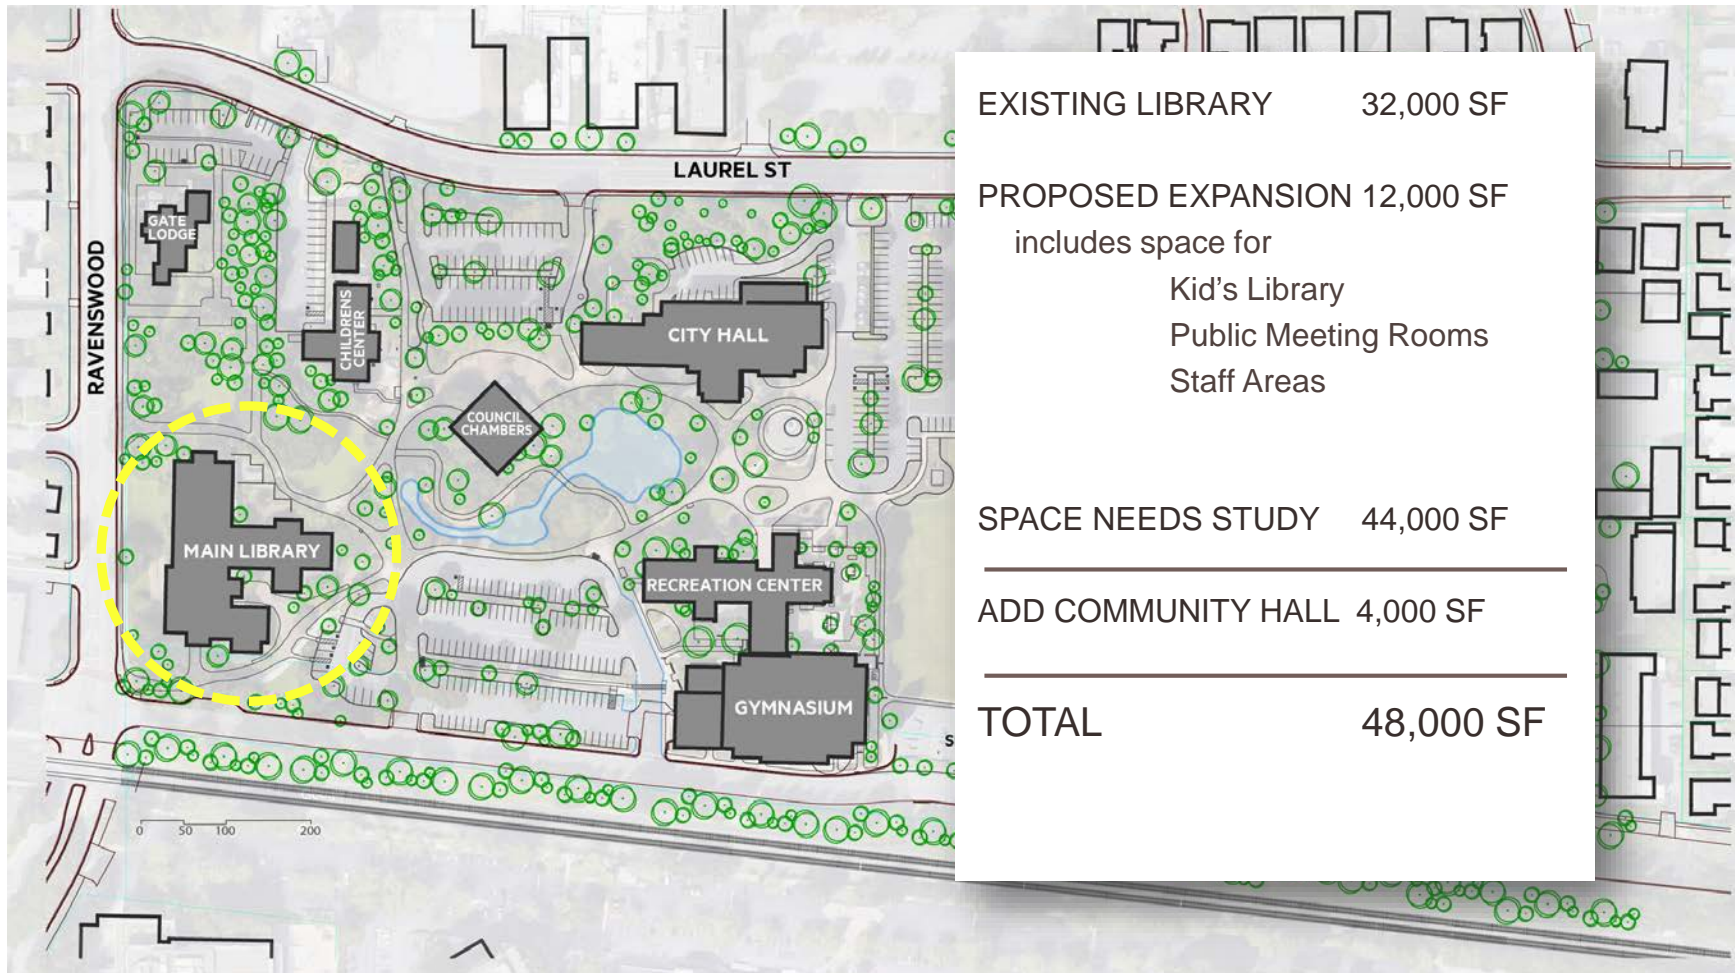 LAUREL ST
RAVENSWOOD
GATE
LODGE
CHILDRENS
CENTER
CITY HALL
COUNCIL
CHAMBERS
MAIN LIBRARY
RECREATION CENTER
GYMNASIUM
S
0 50 100 200
EXISTING LIBRARY 32,000 SF
PROPOSED EXPANSION 12,000 SF
includes space for
Kid’s Library
Public Meeting Rooms
Staff Areas
SPACE NEEDS STUDY 44,000 SF
ADD COMMUNITY HALL 4,000 SF
TOTAL 48,000 SF